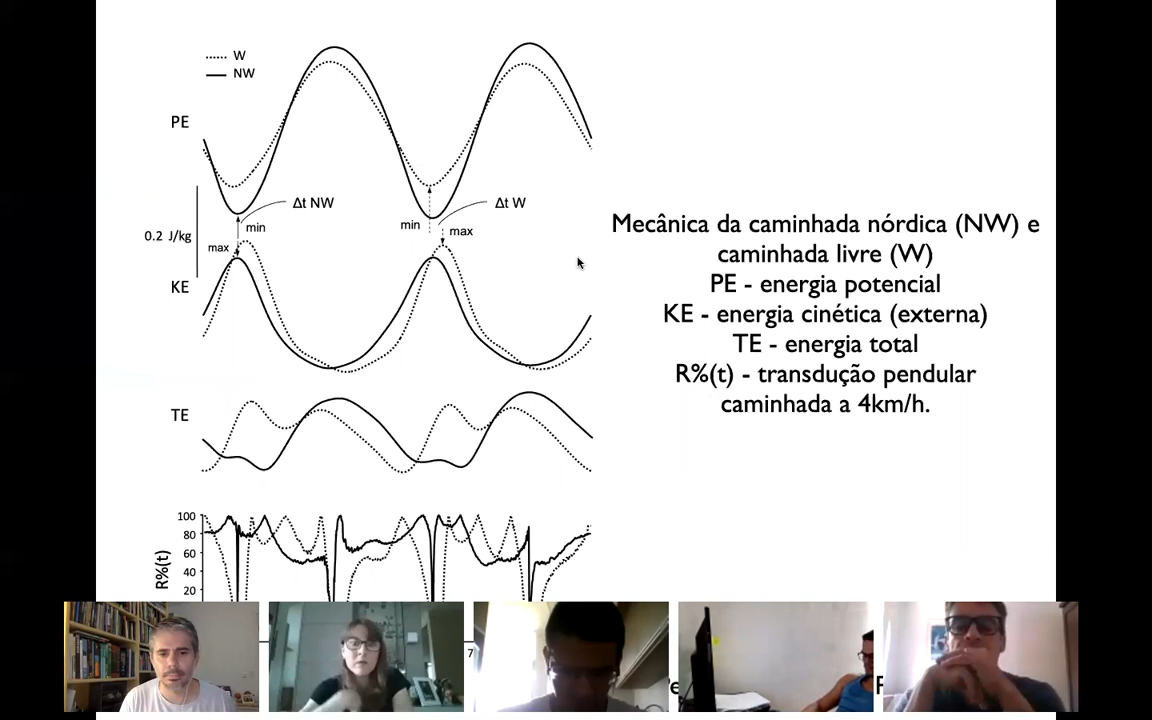 W
NW
PE
Δt NW
Δt W
min
min
max
max
0.2 J/kg
KE
TE
100
80
60
40
20
R%(t)
7
Mecânica da caminhada nórdica (NW) e
caminhada livre (W)
PE - energia potencial
KE - energia cinética (externa)
TE - energia total
R%(t) - transdução pendular
caminhada a 4km/h.